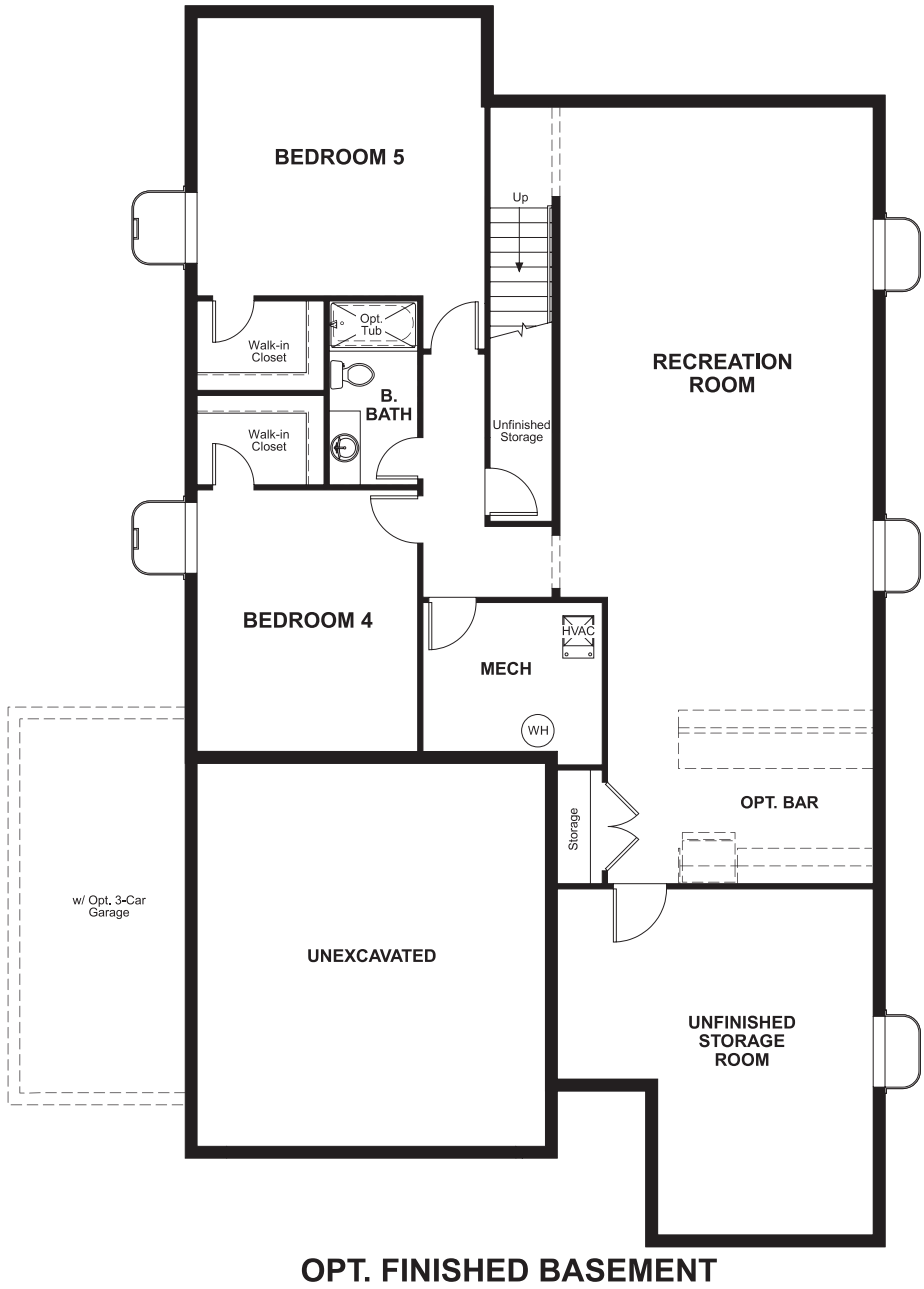 BEDROOM 5
Up
Opt.
Tub
Walk-in
Closet
RECREATION
ROOM
B.
BATH
Unfinished
Storage
Walk-in
Closet
BEDROOM 4
HVAC
MECH
WH
OPT. BAR
Storage
w/ Opt. 3-Car
Garage
UNEXCAVATED
UNFINISHED
STORAGE
ROOM
OPT. FINISHED BASEMENT